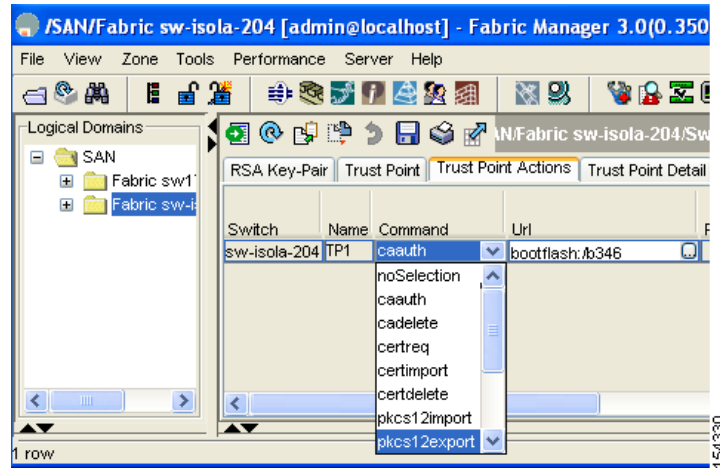 /SAN/Fabric sw-isola-204 [admin@localhost] - Fabric Manager 3.0(0.350
File View Zone Tools Performance Server Help
Logical Domains
SAN
Fabric sw1
Fabric sw-i
N/Fabric sw-isola-204/Sw
RSA Key-Pair Trust Point Trust Point Actions Trust Point Detail
Switch Name Command Url
sw-isola-204 TP1 caauth bootflash:/b346
noSelection
caauth
cadelete
certreq
certimport
certdelete
pkcs12import
pkcs12export
1 row
154330